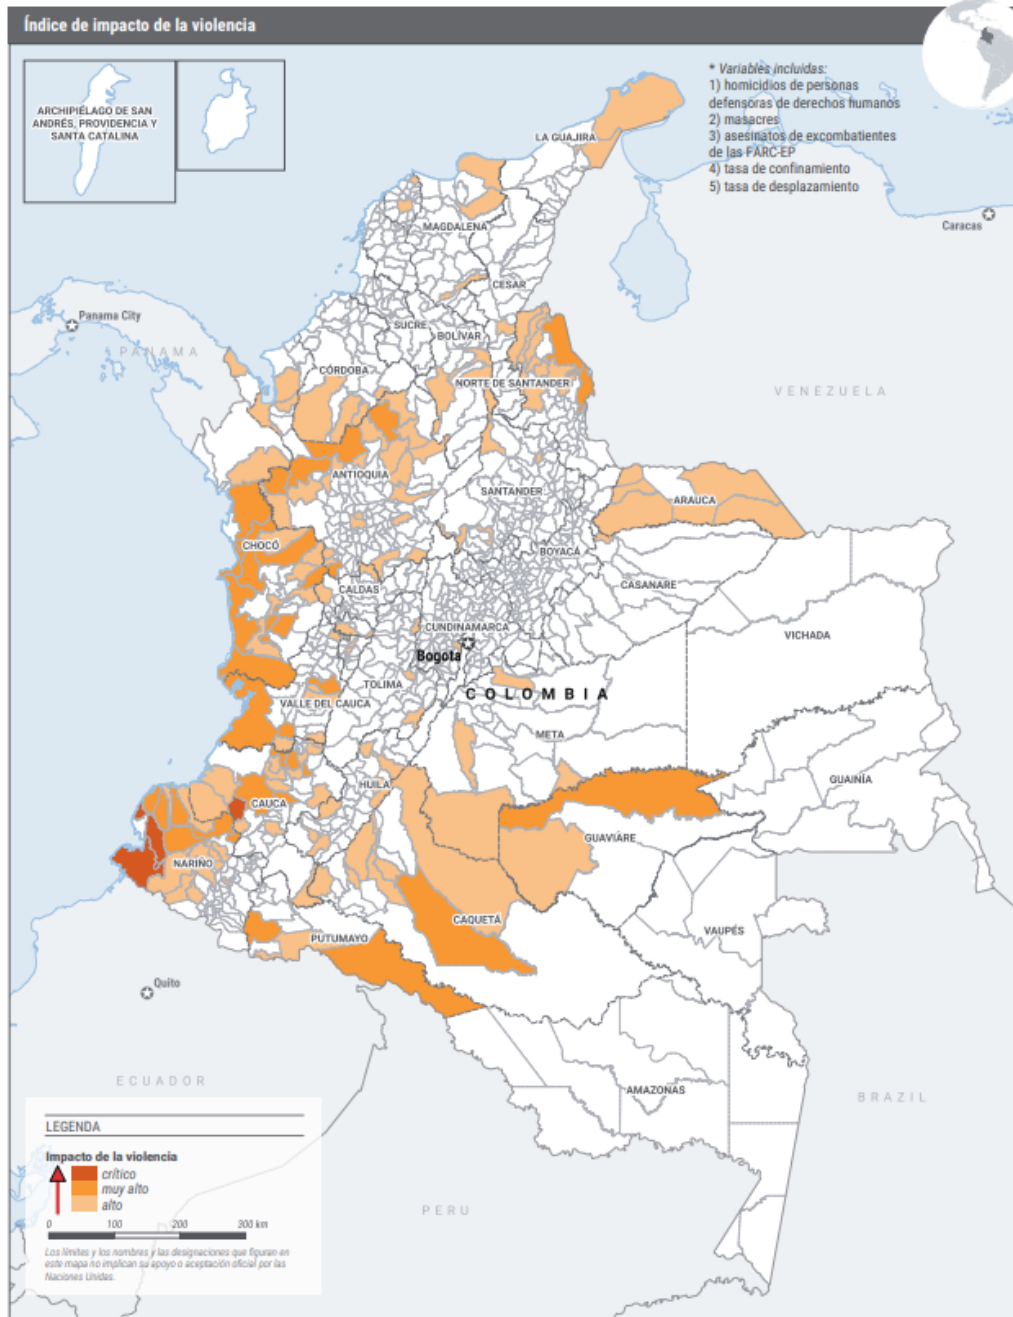 Índice de impacto de la violencia
* Variables incluidas:
1) homicidios de personas
defensoras de derechos humanos
2) masacres
3) asesinatos de excombatientes
de las FARC-EP
4) tasa de confinamiento
5) tasa de desplazamiento
ARCHIPIÉLAGO DE SAN
ANDRÉS, PROVIDENCIA Y
SANTA CATALINA
LA GUAJIRA
Caracas
MAGDALENA
CESAR
Panama City
PANAMA
SUCRE
BOLÍVAR
CÓRDOBA
NORTE DE SANTANDER
VENEZUELA
ANTIOQUIA
SANTANDER
ARAUCA
CHOCÓ
BOYACÁ
CALDAS
CASANARE
CUNDINAMARCA
VICHADA
Bogota
TOLIMA
COLOMBIA
VALLE DEL CAUCA
META
HUILA
GUAINÍA
CAUCA
GUAVIARE
NARIÑO
CAQUETÁ
VAUPÉS
PUTUMAYO
Quito
ECUADOR
AMAZONAS
BRAZIL
PERU
LEGENDA
Impacto de la violencia
crítico
muy alto
alto
0 100 200 300 km
Los límites y los nombres y las designaciones que figuran en
este mapa no implican su apoyo o aceptación oficial por las
Naciones Unidas.